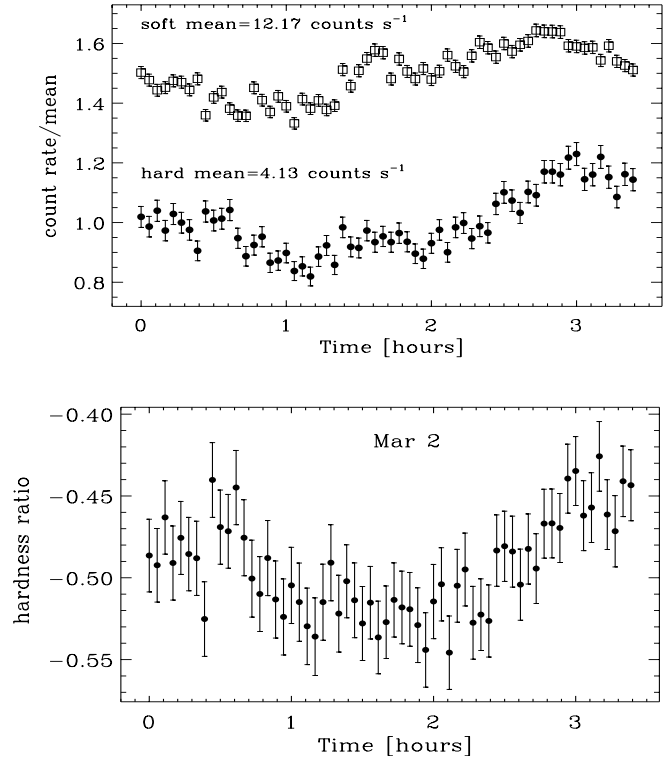 soft mean=12.17 counts s⁻¹
1.6
1.4
hard mean=4.13 counts s⁻¹
1.2
1.0
0.8
count rate/mean
0 1 2 3
Time [hours]
−0.40
Mar 2
−0.45
−0.50
−0.55
hardness ratio
0 1 2 3
Time [hours]